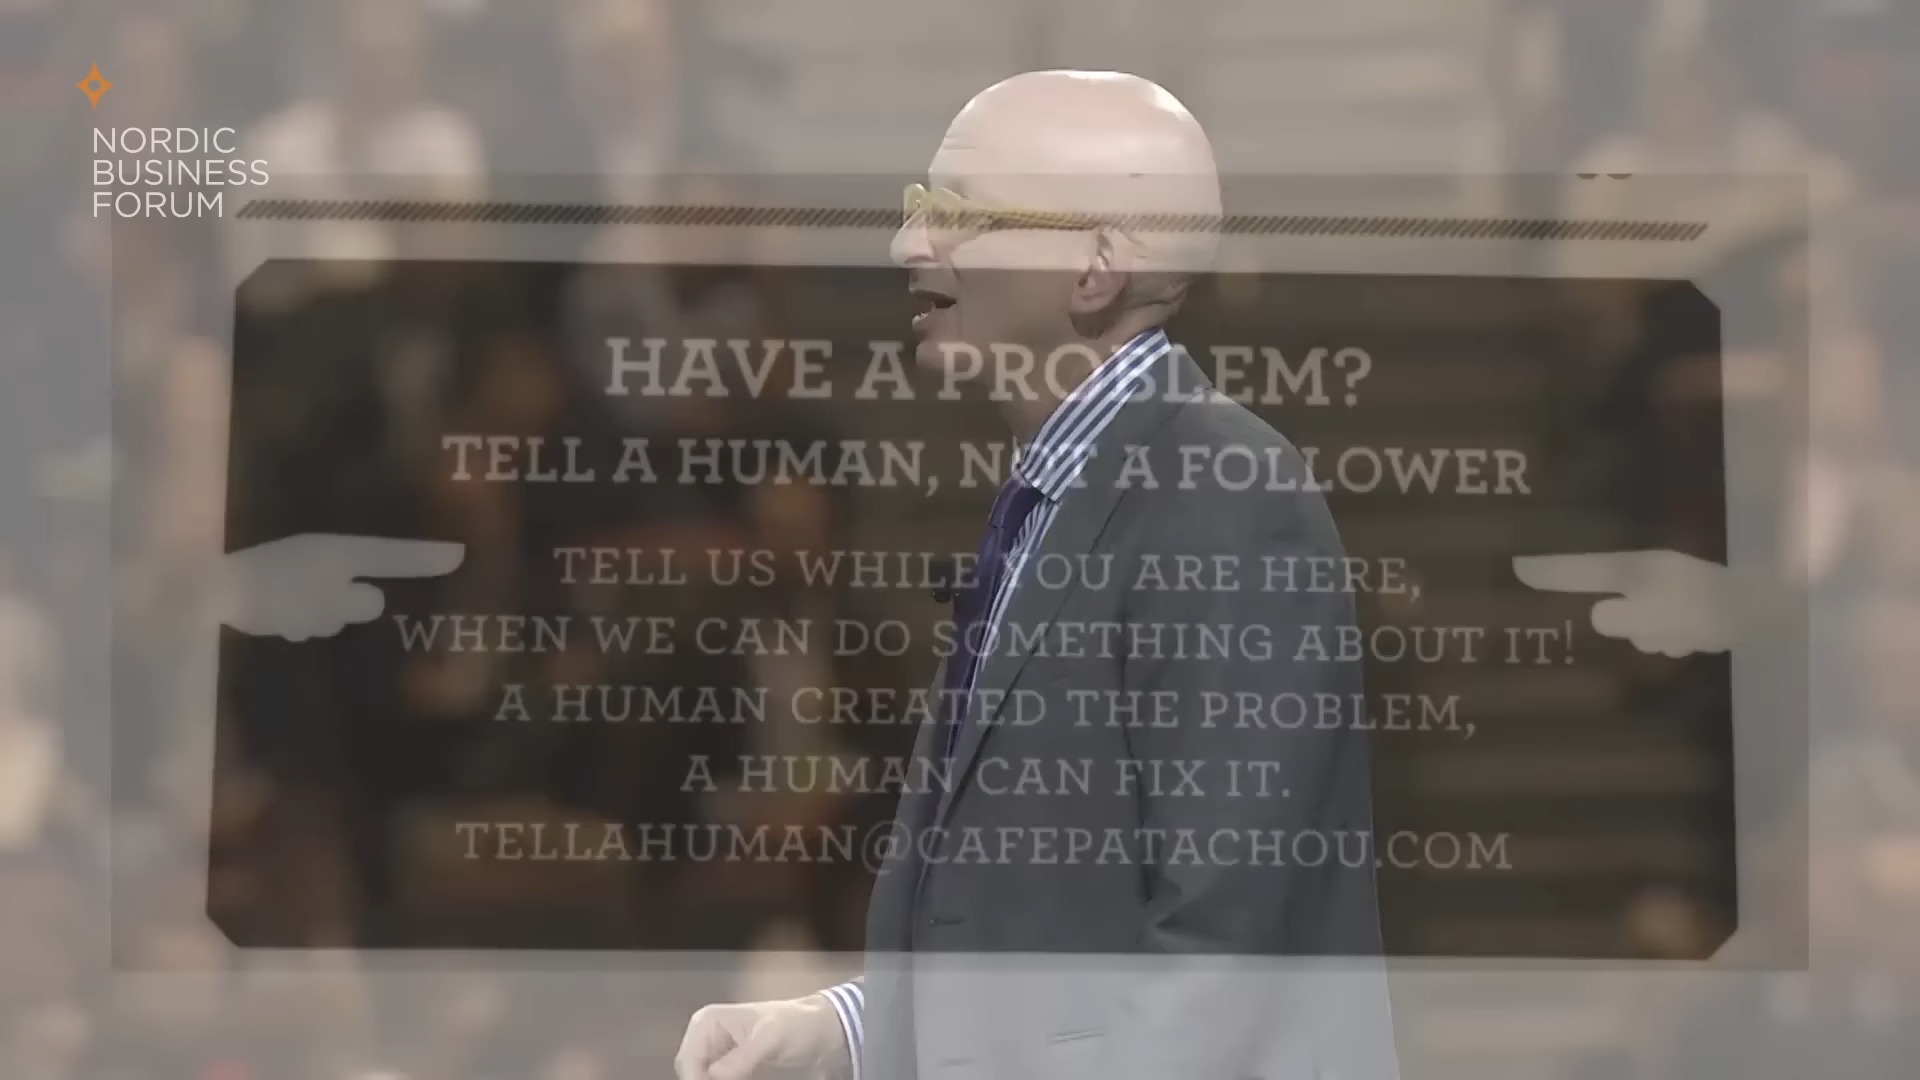 NORDIC
BUSINESS
FORUM
HAVE A PROBLEM?
TELL A HUMAN, NOT A FOLLOWER
TELL US WHILE YOU ARE HERE,
WHEN WE CAN DO SOMETHING ABOUT IT!
A HUMAN CREATED THE PROBLEM,
A HUMAN CAN FIX IT.
TELLAHUMAN@CAFEPATACHOU.COM